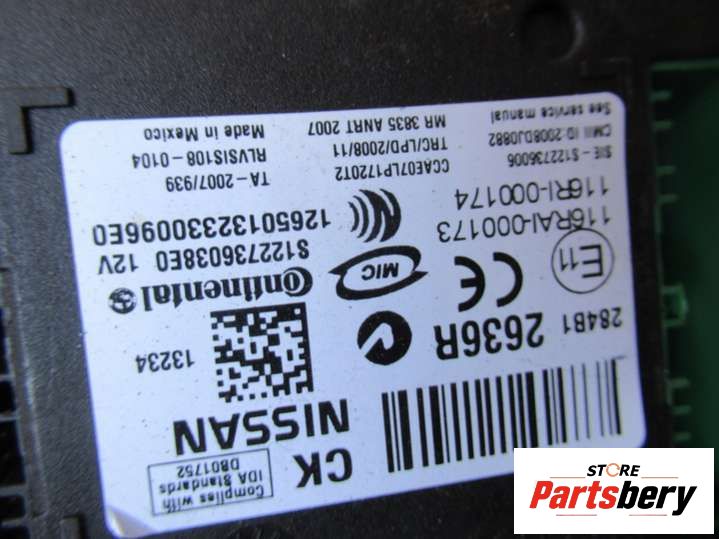 Complies with
IDA Standards
DB01752
CK
NISSAN
13234
284B1
2636R
CE
MIC
Continental
S122736038E0 12V
12650132330096E0
E11
116RAI-000173
116RI-000174
TA-2007/939
RLVSIS108-0104
Made in Mexico
CCAE07LP1720T2
TRC/LPD/2008/11
MR 3835 ANRT 2007
SIE-S122736006
CMII ID:2008DJ0882
See service manual
STORE
Partsbery